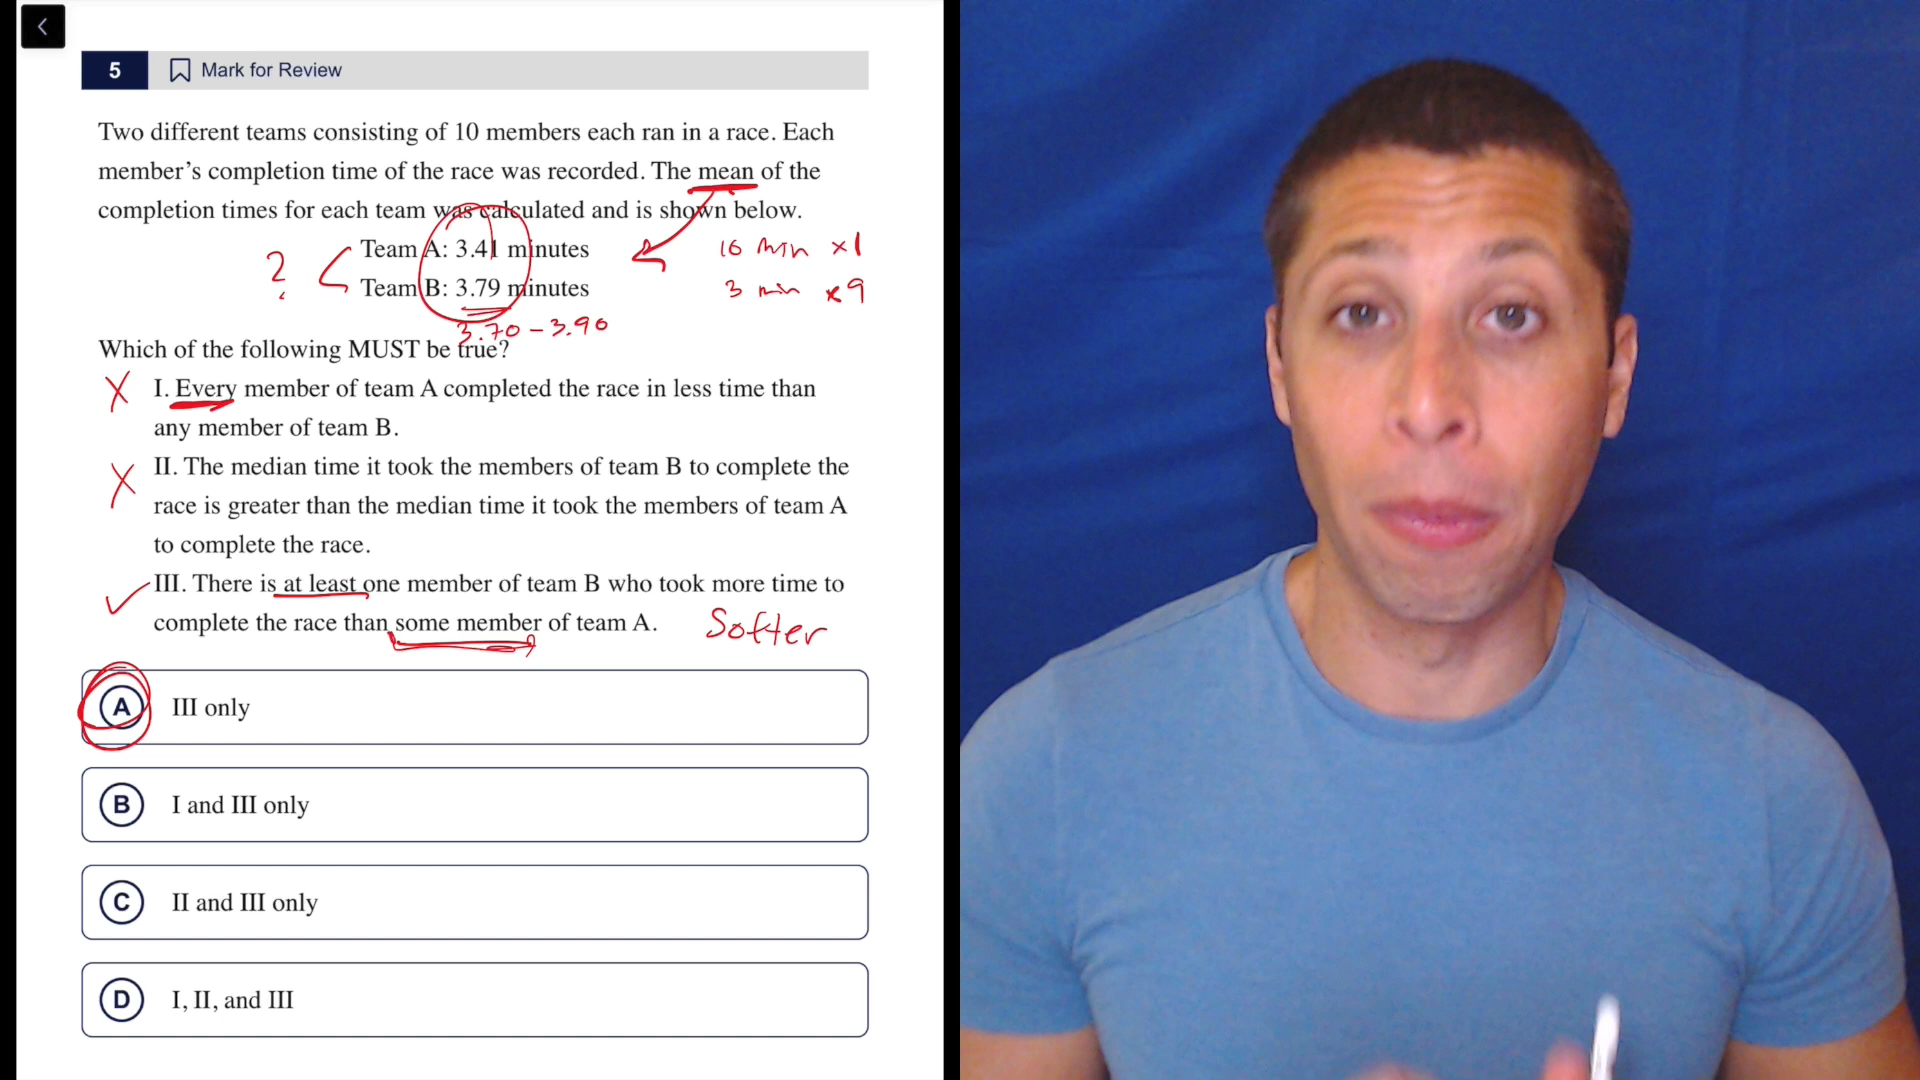 5 Mark for Review
Two different teams consisting of 10 members each ran in a race. Each
member’s completion time of the race was recorded. The mean of the
completion times for each team was calculated and is shown below.
? < Team A: 3.41 minutes 16 min x1
Team B: 3.79 minutes 3 min x9
3.70 - 3.90
Which of the following MUST be true?
X I. Every member of team A completed the race in less time than
any member of team B.
X II. The median time it took the members of team B to complete the
race is greater than the median time it took the members of team A
to complete the race.
✓ III. There is at least one member of team B who took more time to
complete the race than some member of team A. Softer
A III only
B I and III only
C II and III only
D I, II, and III